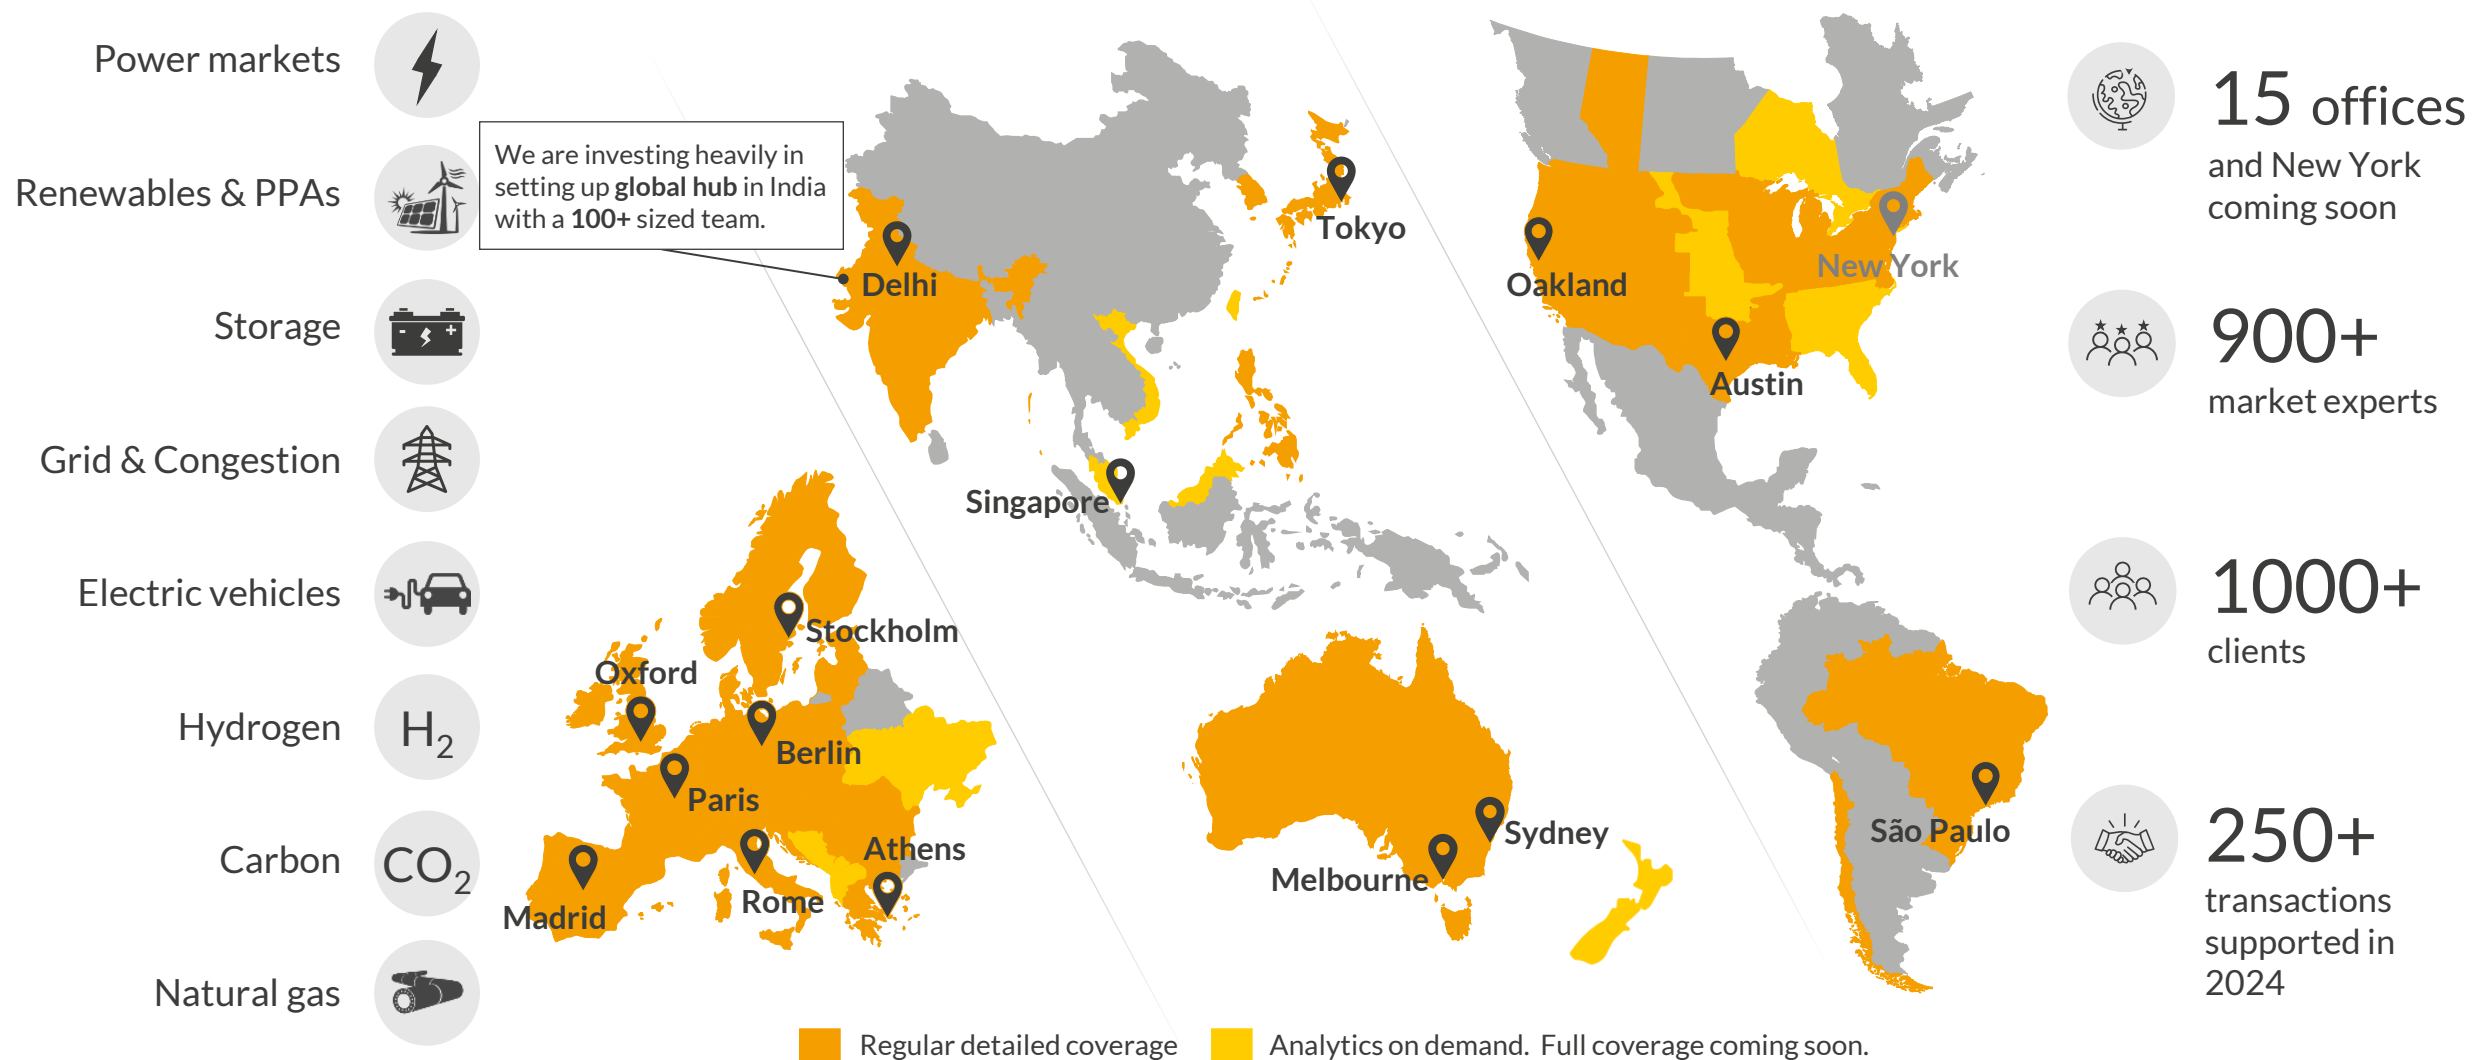 Power markets
Renewables & PPAs
Storage
Grid & Congestion
Electric vehicles
Hydrogen
H2
Carbon
CO2
Natural gas
We are investing heavily in
setting up global hub in India
with a 100+ sized team.
Delhi
Tokyo
Singapore
Stockholm
Oxford
Berlin
Paris
Athens
Rome
Madrid
Sydney
Melbourne
Oakland
New York
Austin
São Paulo
15 offices
and New York
coming soon
900+
market experts
1000+
clients
250+
transactions
supported in
2024
Regular detailed coverage
Analytics on demand. Full coverage coming soon.